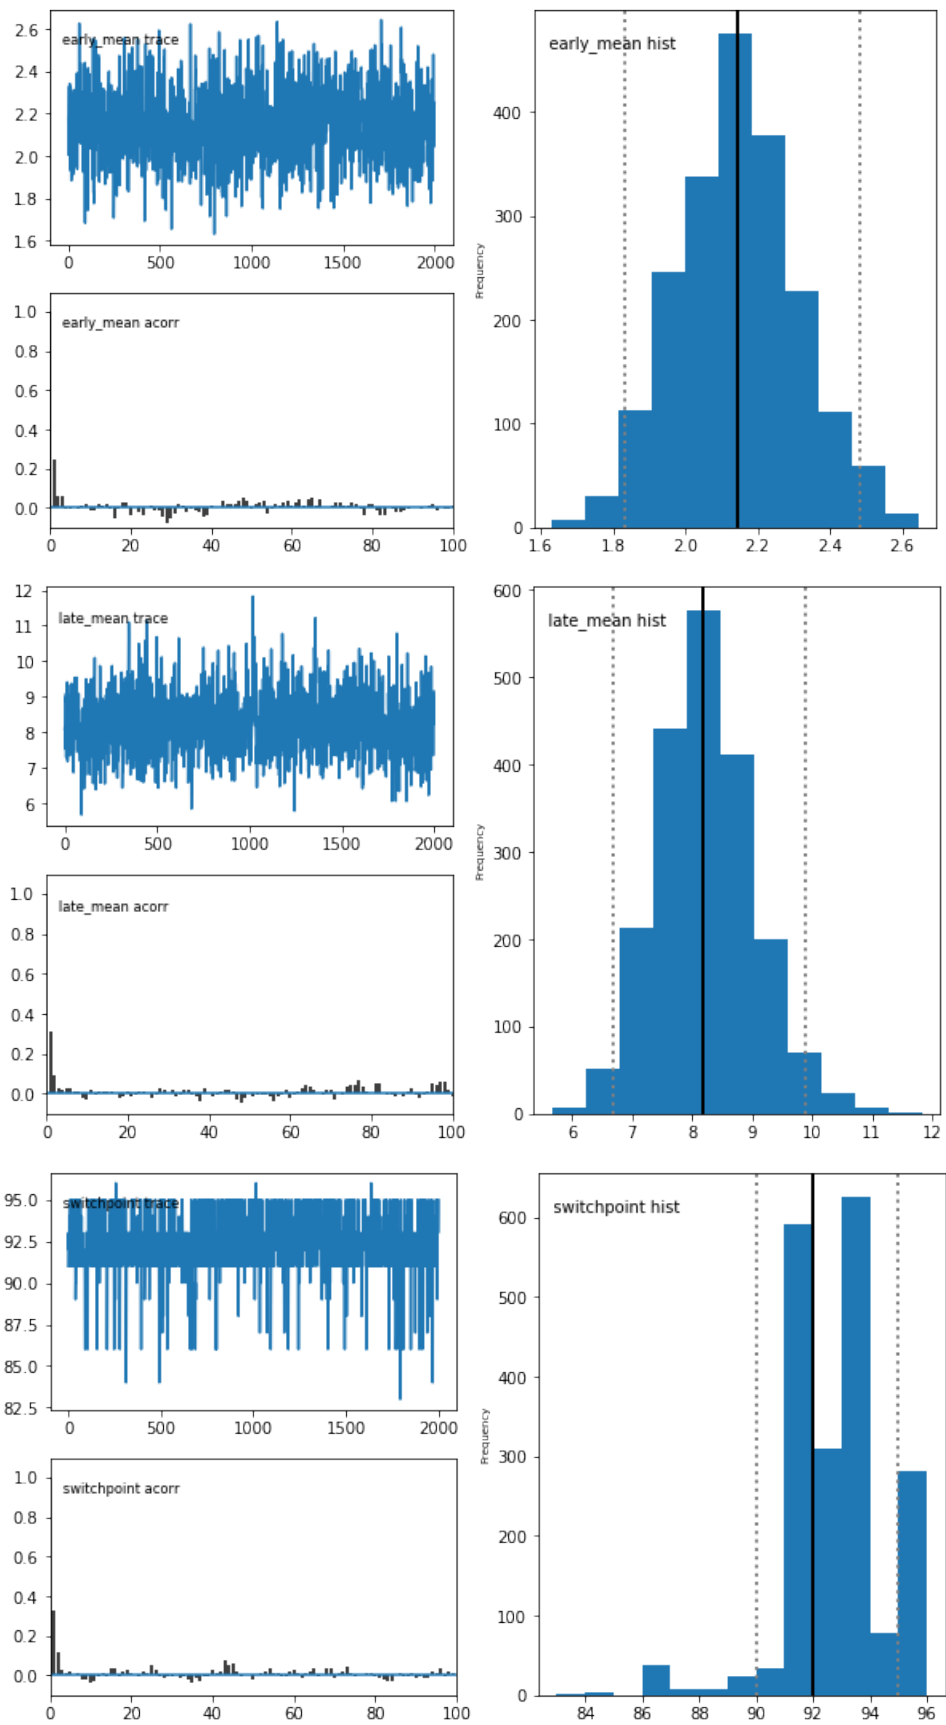 early_mean trace
2.6
2.4
2.2
2.0
1.8
1.6
0 500 1000 1500 2000
early_mean acorr
1.0
0.8
0.6
0.4
0.2
0.0
0 20 40 60 80 100
early_mean hist
Frequency
400
300
200
100
0
1.6 1.8 2.0 2.2 2.4 2.6
late_mean trace
12
11
10
9
8
7
6
0 500 1000 1500 2000
late_mean acorr
1.0
0.8
0.6
0.4
0.2
0.0
0 20 40 60 80 100
late_mean hist
Frequency
600
500
400
300
200
100
0
6 7 8 9 10 11 12
switchpoint trace
95.0
92.5
90.0
87.5
85.0
82.5
0 500 1000 1500 2000
switchpoint acorr
1.0
0.8
0.6
0.4
0.2
0.0
0 20 40 60 80 100
switchpoint hist
Frequency
600
500
400
300
200
100
0
84 86 88 90 92 94 96